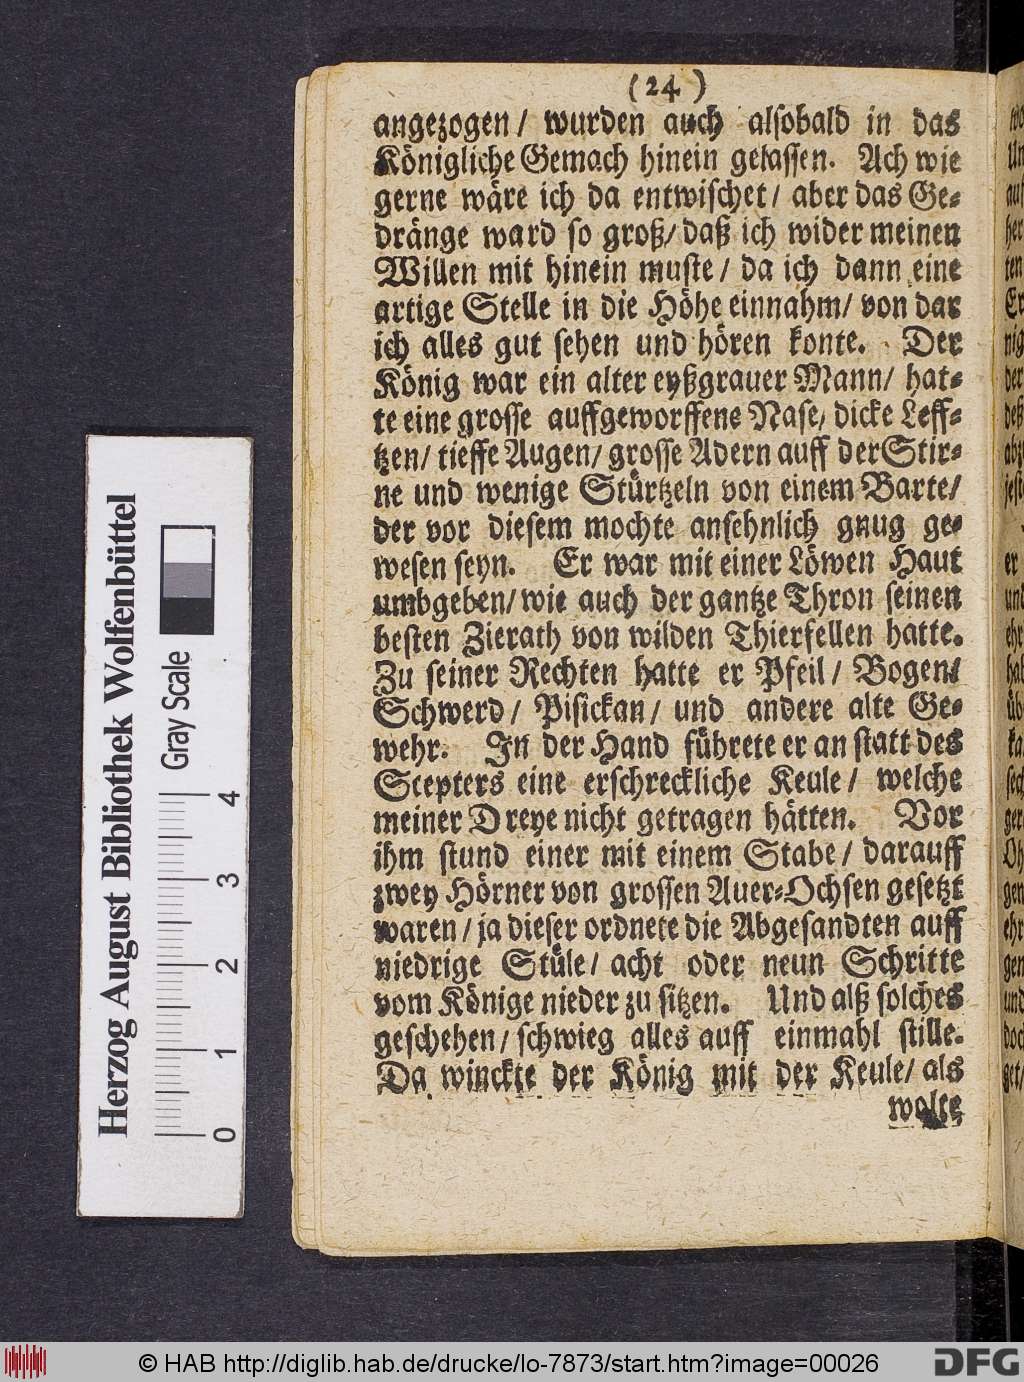 (24)
angezogen/ wurden auch alsobald in das
Königliche Gemach hinein gelassen. Ach wie
gerne wäre ich da entwischet/ aber das Ge-
dränge ward so groß/ daß ich wider meinen
Willen mit hinein muste/ da ich dann eine
artige Stelle in die Höhe einnahm/ von dar
ich alles gut sehen und hören konte. Der
König war ein alter eyßgrauer Mann/ hat-
te eine grosse auffgeworffene Nase/ dicke Leff-
tzen/ tieffe Augen/ grosse Adern auff der Stir-
ne und wenige Stürtzeln von einem Barte/
der vor diesem mochte ansehnlich gnug ge-
wesen seyn. Er war mit einer Löwen Haut
umbgeben/ wie auch der gantze Thron seinen
besten Zierath von wilden Thierfellen hatte.
Zu seiner Rechten hatte er Pfeil/ Bogen/
Schwerd/ Pisickan/ und andere alte Ge-
wehr. In der Hand führete er an statt des
Scepters eine erschreckliche Keule/ welche
meiner Dreye nicht getragen hätten. Vor
ihm stund einer mit einem Stabe/ darauff
zwey Hörner von grossen Auer-Ochsen gesetzt
waren/ ja dieser ordnete die Abgesandten auff
niedrige Stüle/ acht oder neun Schritte
vom Könige nieder zu sitzen. Und alß solches
geschehen/ schwieg alles auff einmahl stille.
Da winckte der König mit der Keule/ als
wolte
Herzog August Bibliothek Wolfenbüttel
Gray Scale
0 1 2 3 4
© HAB http://diglib.hab.de/drucke/lo-7873/start.htm?image=00026
DFG